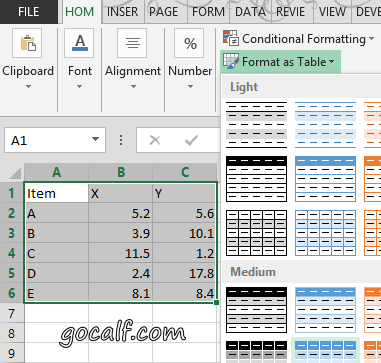 HOM INSER PAGE FORM DATA REVIE VIEW DEVE
Clipboard
Font
Alignment
%
Number
Conditional Formatting
Format as Table
Light
A1
fx
A B C
1 Item X Y
2 A 5.2 5.6
3 B 3.9 10.1
4 C 11.5 1.2
5 D 2.4 17.8
6 E 8.1 8.4
7
8
9
Medium
gocalf.com